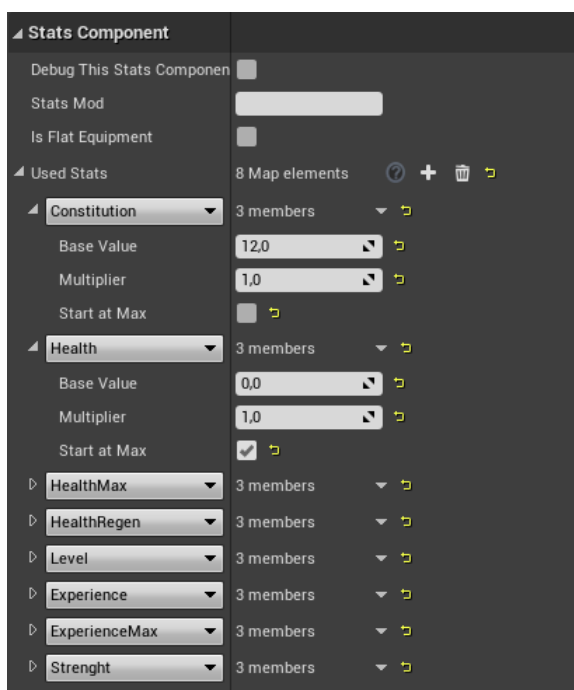 Stats Component
Debug This Stats Componen
Stats Mod
Is Flat Equipment
Used Stats 8 Map elements
Constitution 3 members
Base Value 12,0
Multiplier 1,0
Start at Max
Health 3 members
Base Value 0,0
Multiplier 1,0
Start at Max
HealthMax 3 members
HealthRegen 3 members
Level 3 members
Experience 3 members
ExperienceMax 3 members
Strenght 3 members